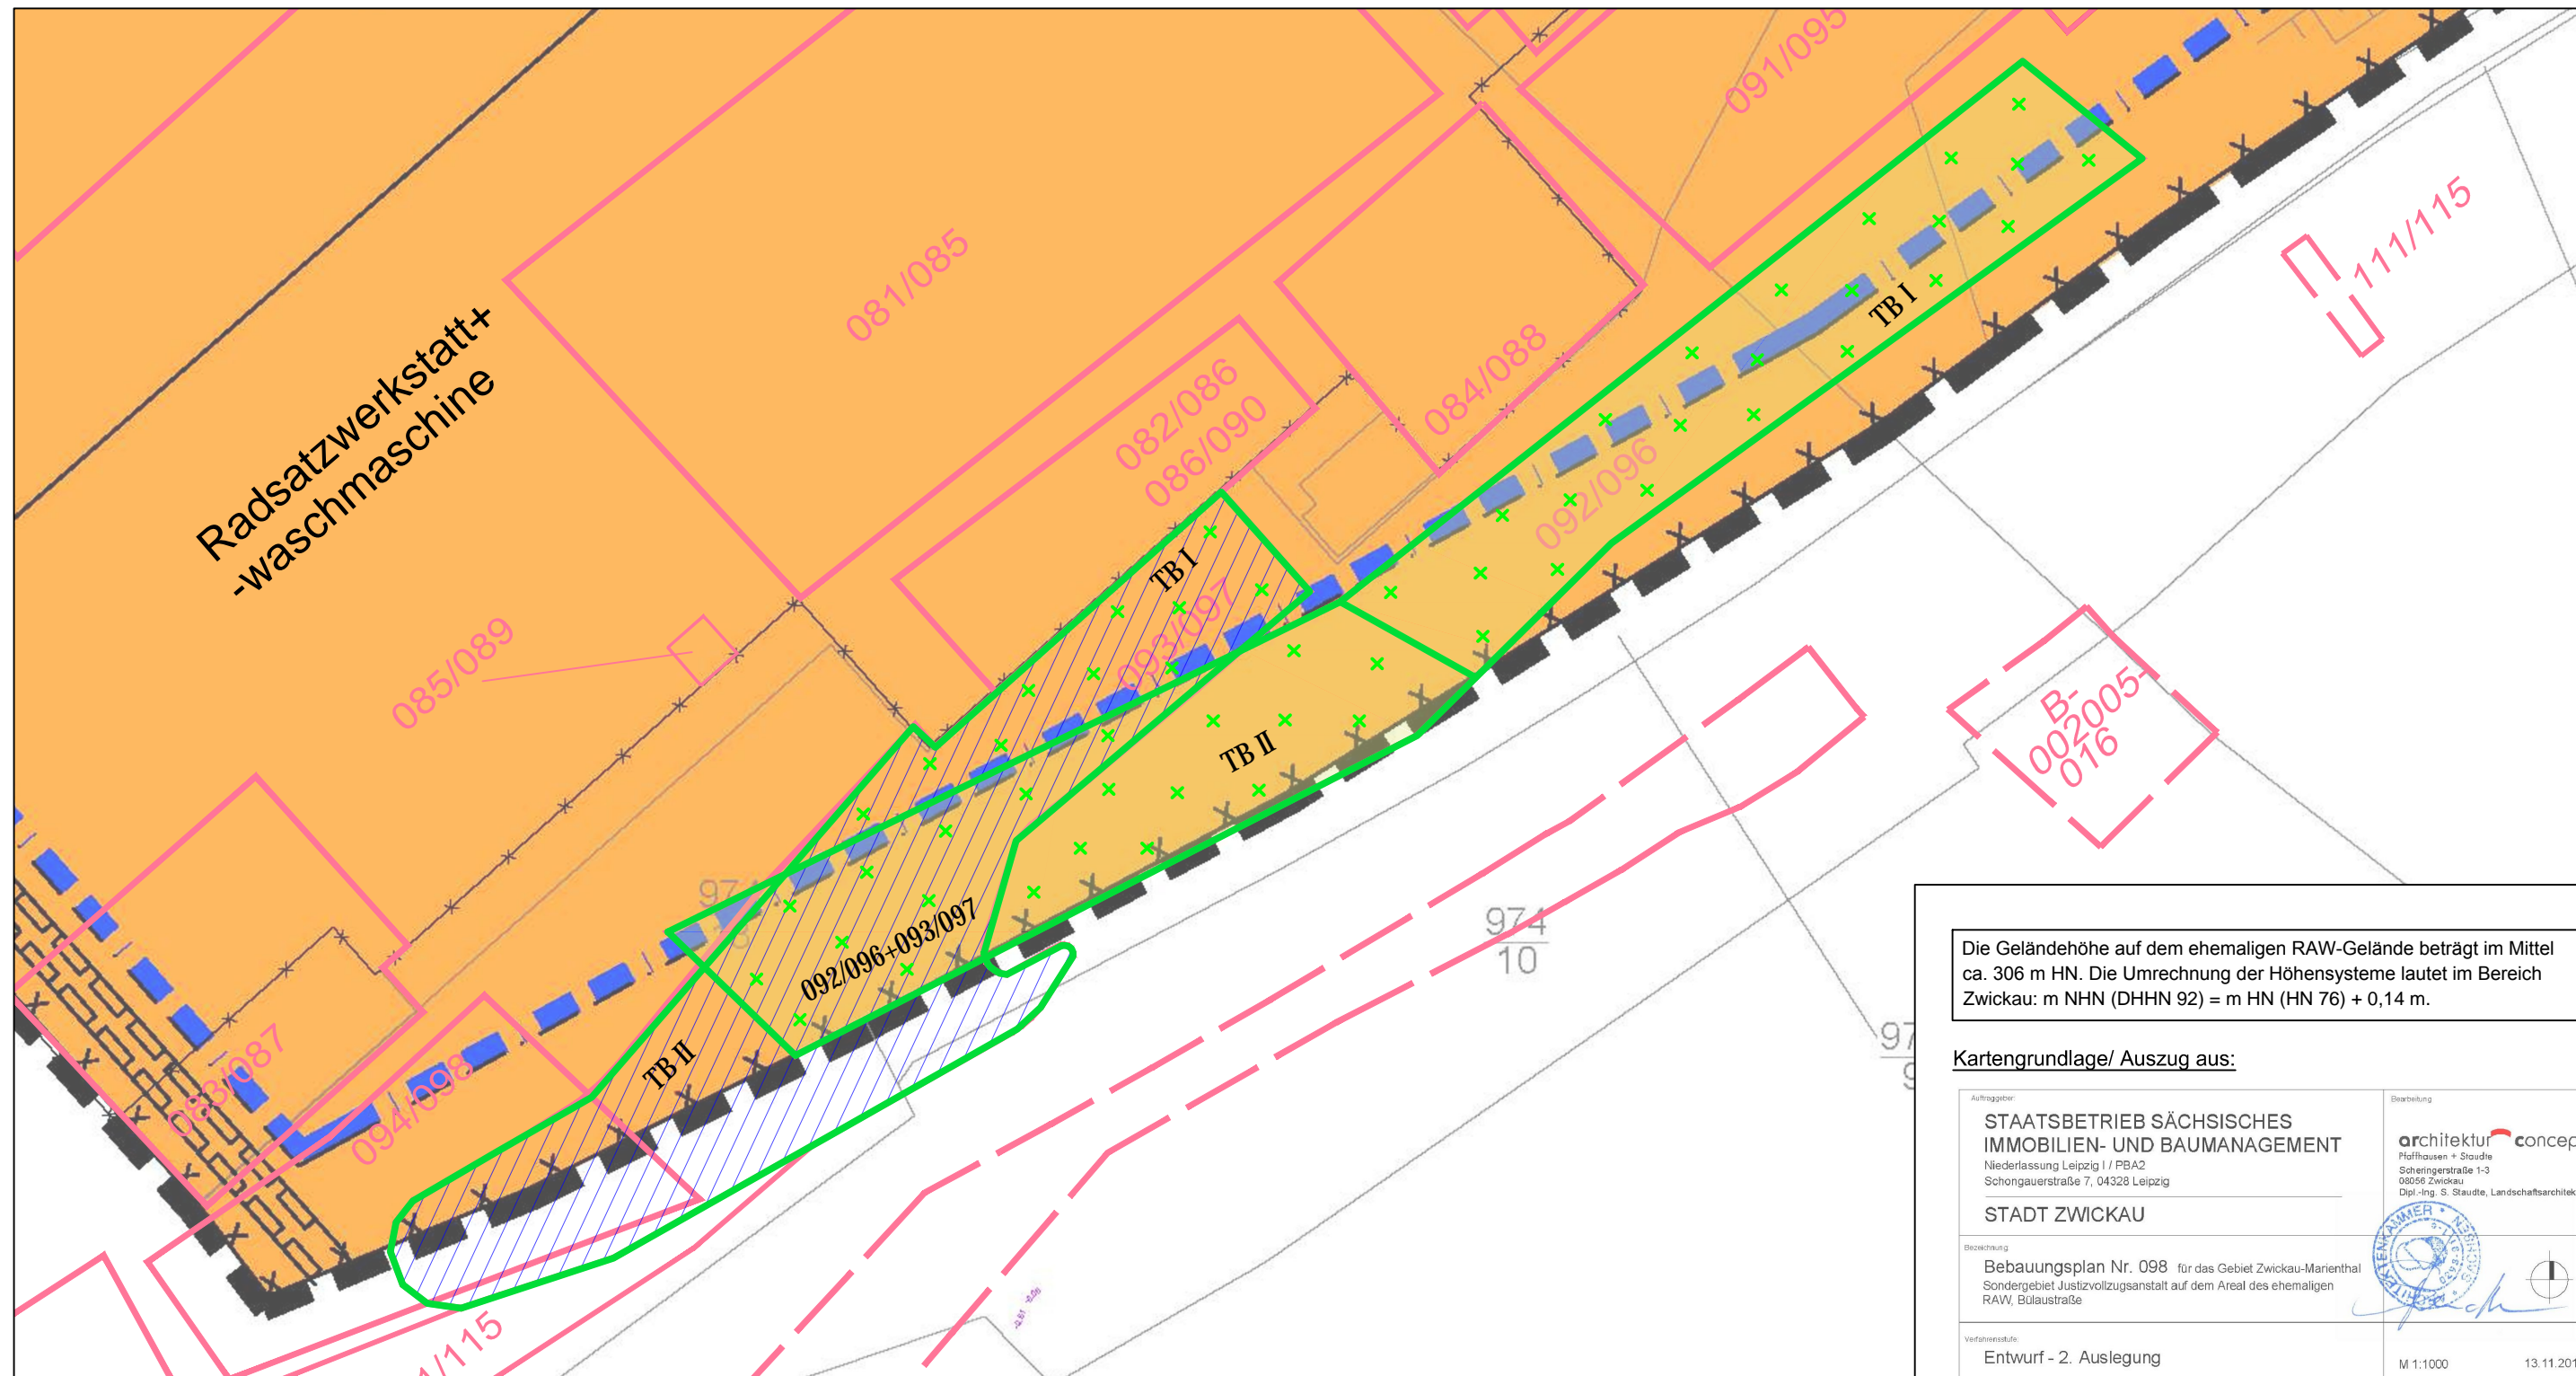 091/095
111/115
081/085
Radsatzwerkstatt+
-waschmaschine
082/086
086/090
084/088
TB I
092/096
TB I
093/097
085/089
TB II
B-
002005-
016
092/096+093/097
974
10
083/087
094/098
TB II
Die Geländehöhe auf dem ehemaligen RAW-Gelände beträgt im Mittel
ca. 306 m HN. Die Umrechnung der Höhensysteme lautet im Bereich
Zwickau: m NHN (DHHN 92) = m HN (HN 76) + 0,14 m.
Kartengrundlage/ Auszug aus:
Auftraggeber:
STAATSBETRIEB SÄCHSISCHES
IMMOBILIEN- UND BAUMANAGEMENT
Niederlassung Leipzig I / PBA2
Schongauerstraße 7, 04328 Leipzig
STADT ZWICKAU
Bearbeitung
architektur concep
Pfaffhausen + Staudte
Scheringerstraße 1-3
08056 Zwickau
Dipl.-Ing. S. Staudte, Landschaftsarchitek
Bezeichnung
Bebauungsplan Nr. 098 für das Gebiet Zwickau-Marienthal
Sondergebiet Justizvollzugsanstalt auf dem Areal des ehemaligen
RAW, Bülaustraße
Verfahrensstufe:
Entwurf - 2. Auslegung
M 1:1000
13.11.201
1/115